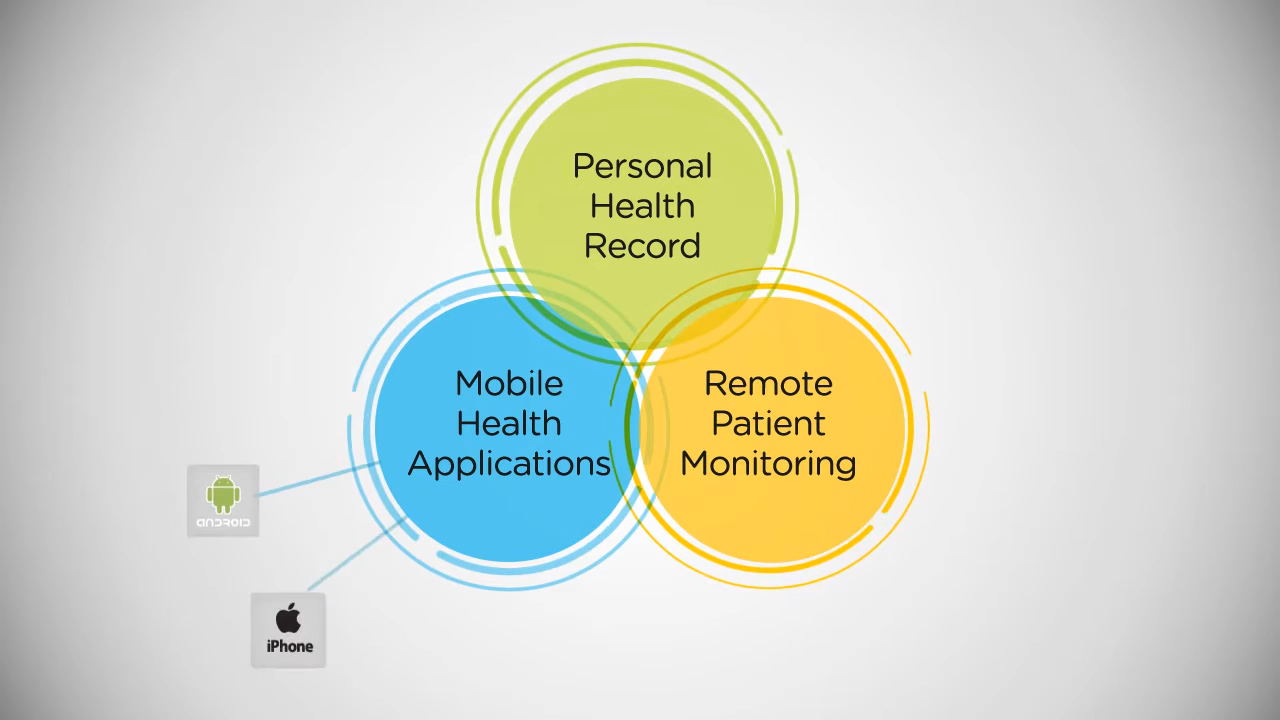 Personal
Health
Record
Mobile
Health
Applications
Remote
Patient
Monitoring
ANDROID
iPhone